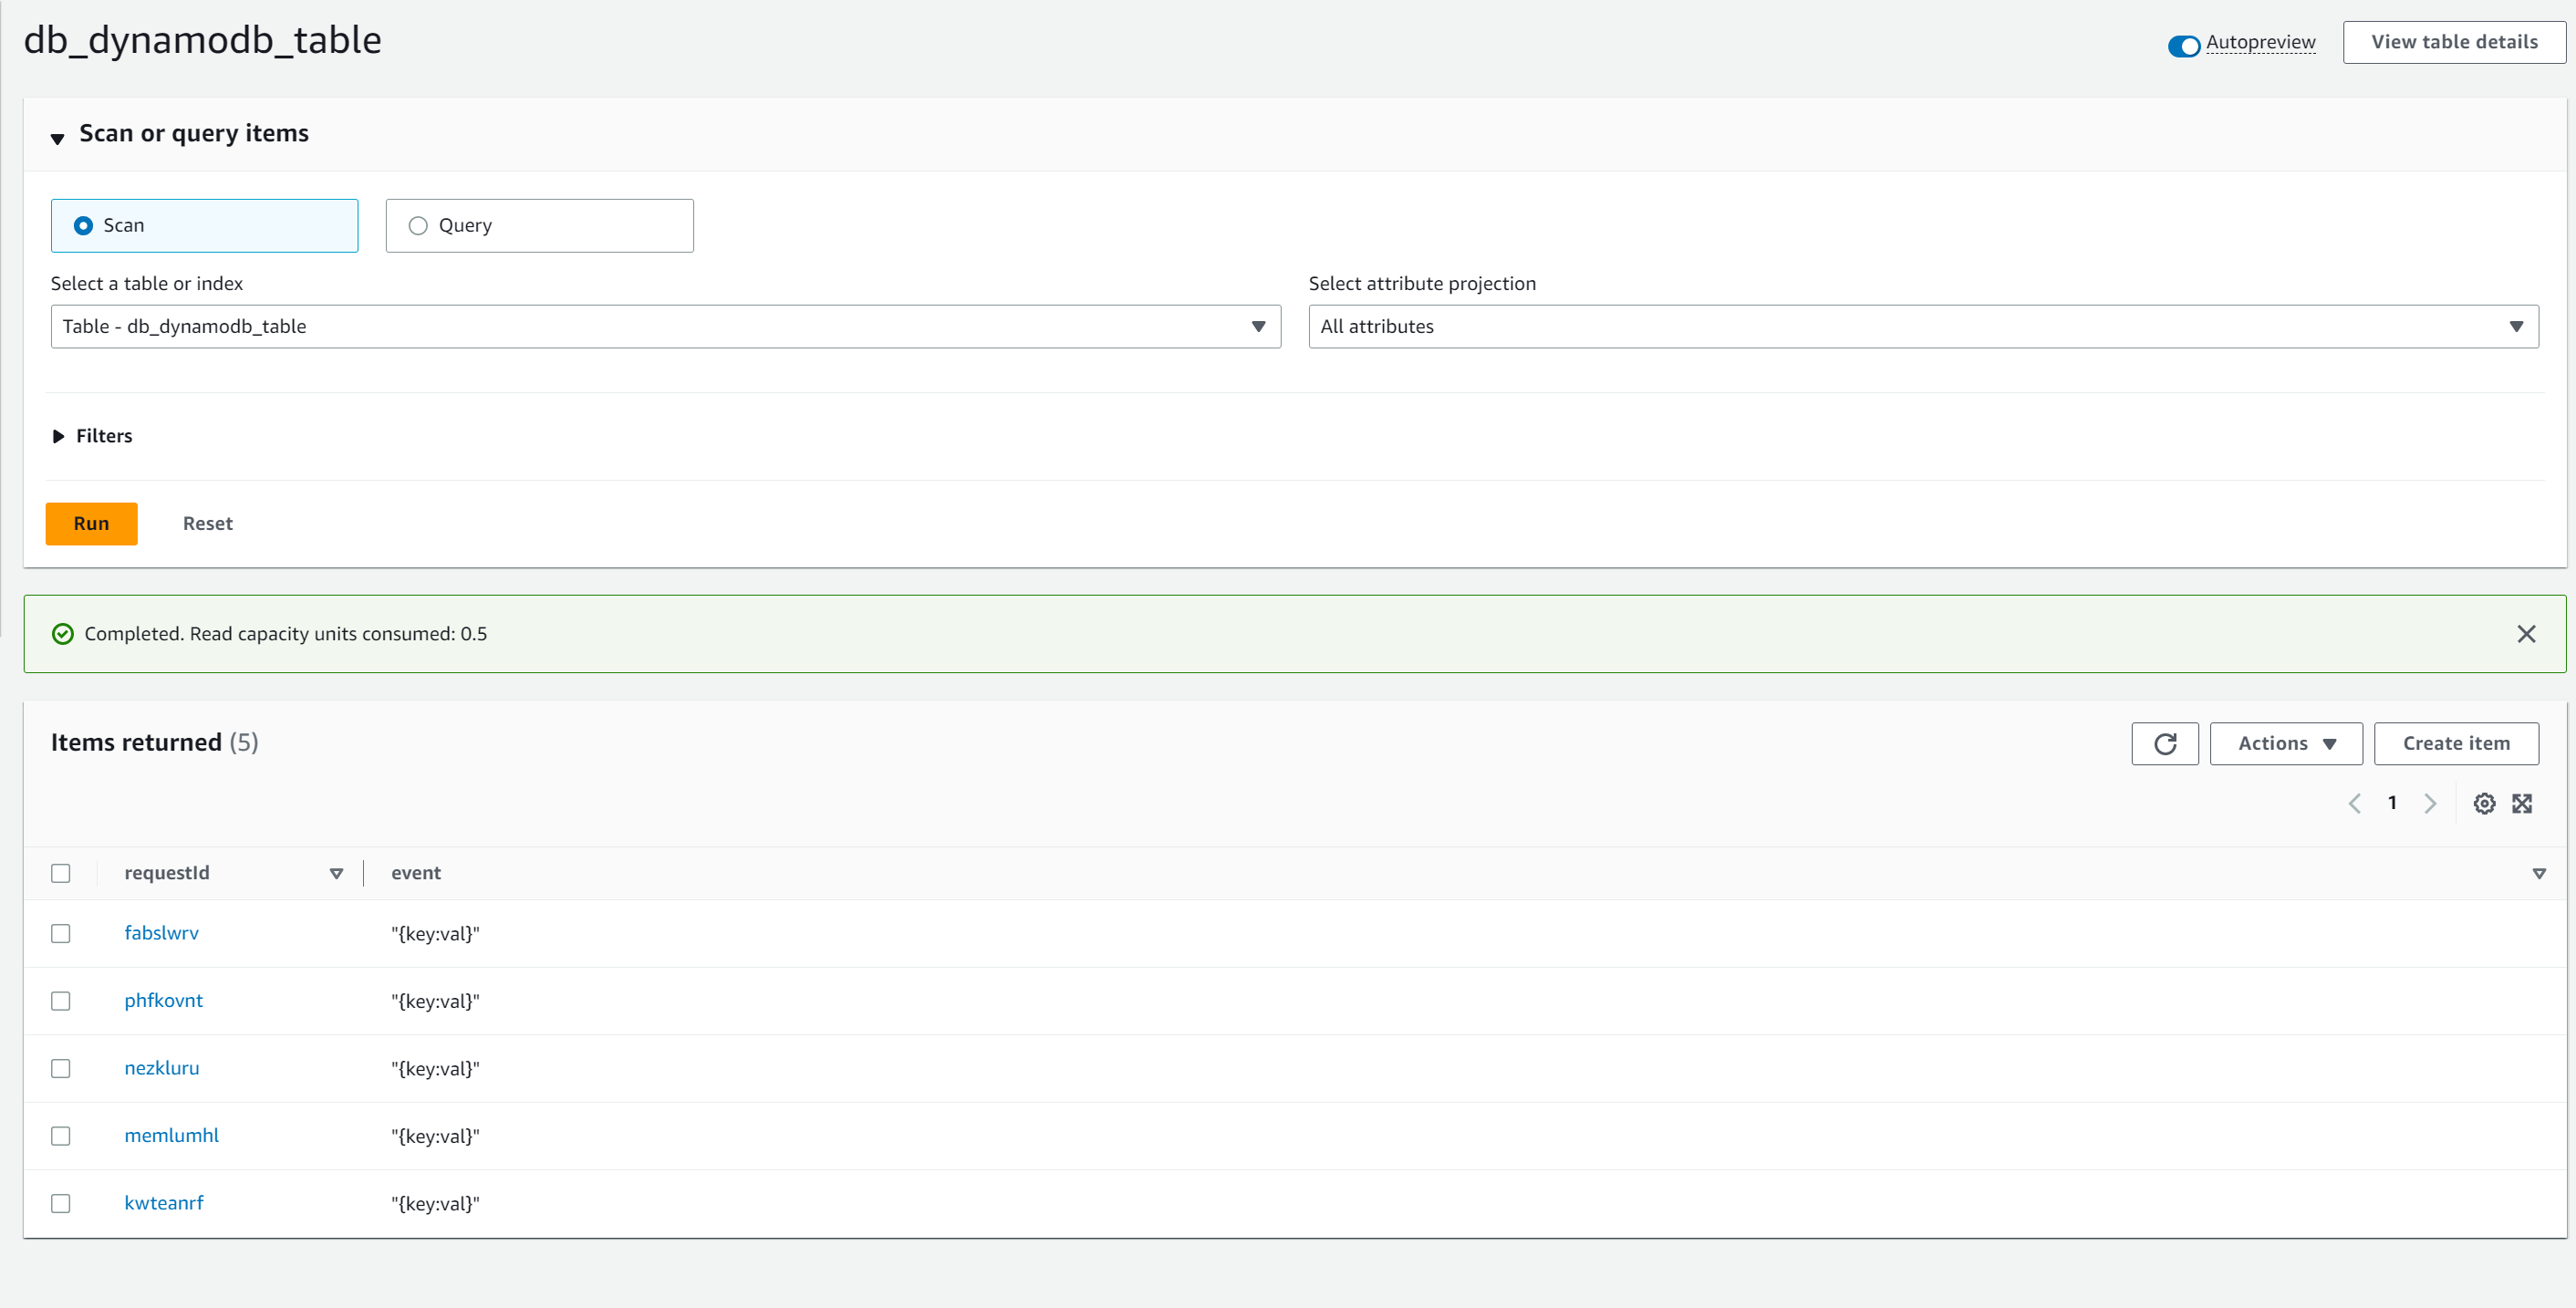 db_dynamodb_table
Autopreview
View table details
Scan or query items
Scan
Query
Select a table or index
Select attribute projection
Table - db_dynamodb_table
All attributes
Filters
Run
Reset
Completed. Read capacity units consumed: 0.5
Items returned (5)
Actions
Create item
1
requestId
event
fabslwrv
"{key:val}"
phfkovnt
"{key:val}"
nezkluru
"{key:val}"
memlumhl
"{key:val}"
kwteanrf
"{key:val}"